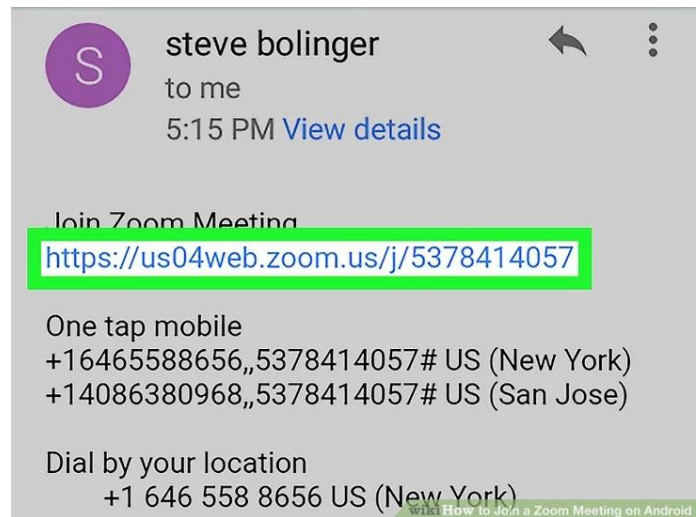 S
steve bolinger
to me
5:15 PM View details
Join Zoom Meeting
https://us04web.zoom.us/j/5378414057
One tap mobile
+16465588656,,5378414057# US (New York)
+14086380968,,5378414057# US (San Jose)
Dial by your location
+1 646 558 8656 US (New York)
wikiHow to Join a Zoom Meeting on Android